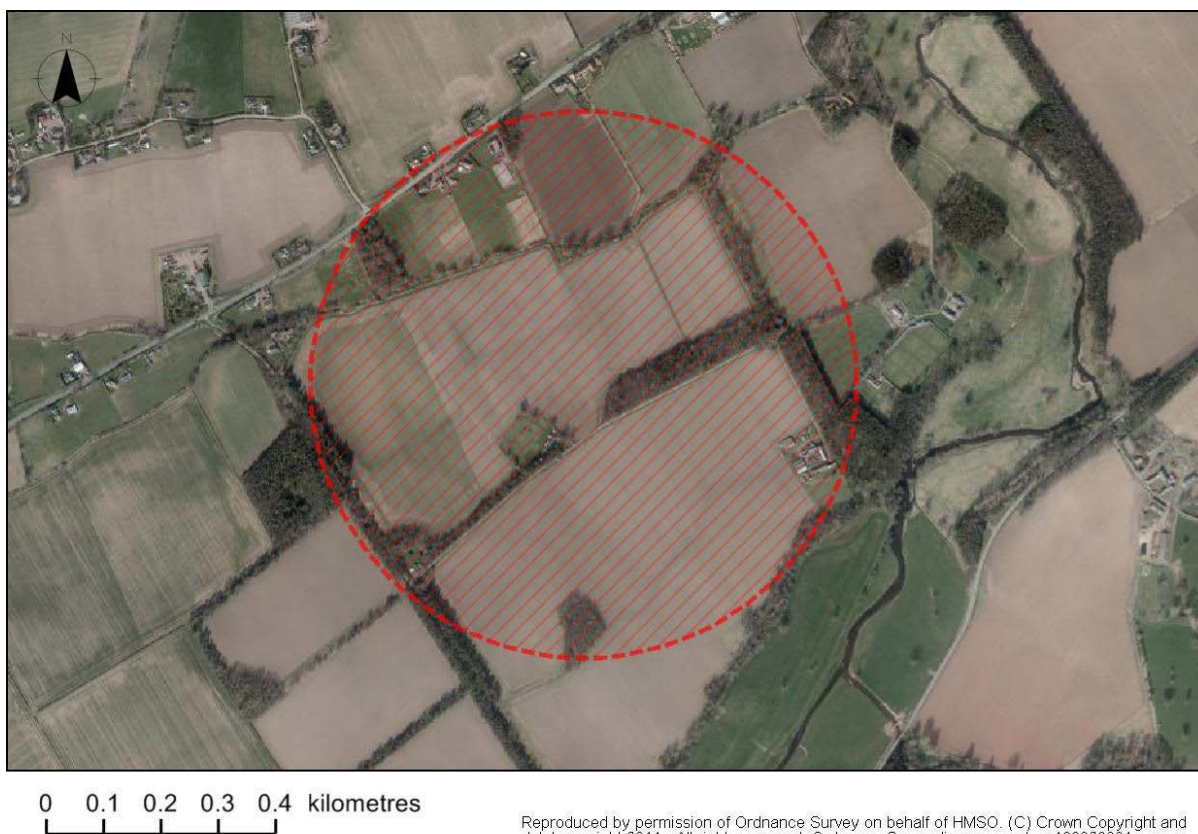 N
0 0.1 0.2 0.3 0.4 kilometres
Reproduced by permission of Ordnance Survey on behalf of HMSO. (C) Crown Copyright and